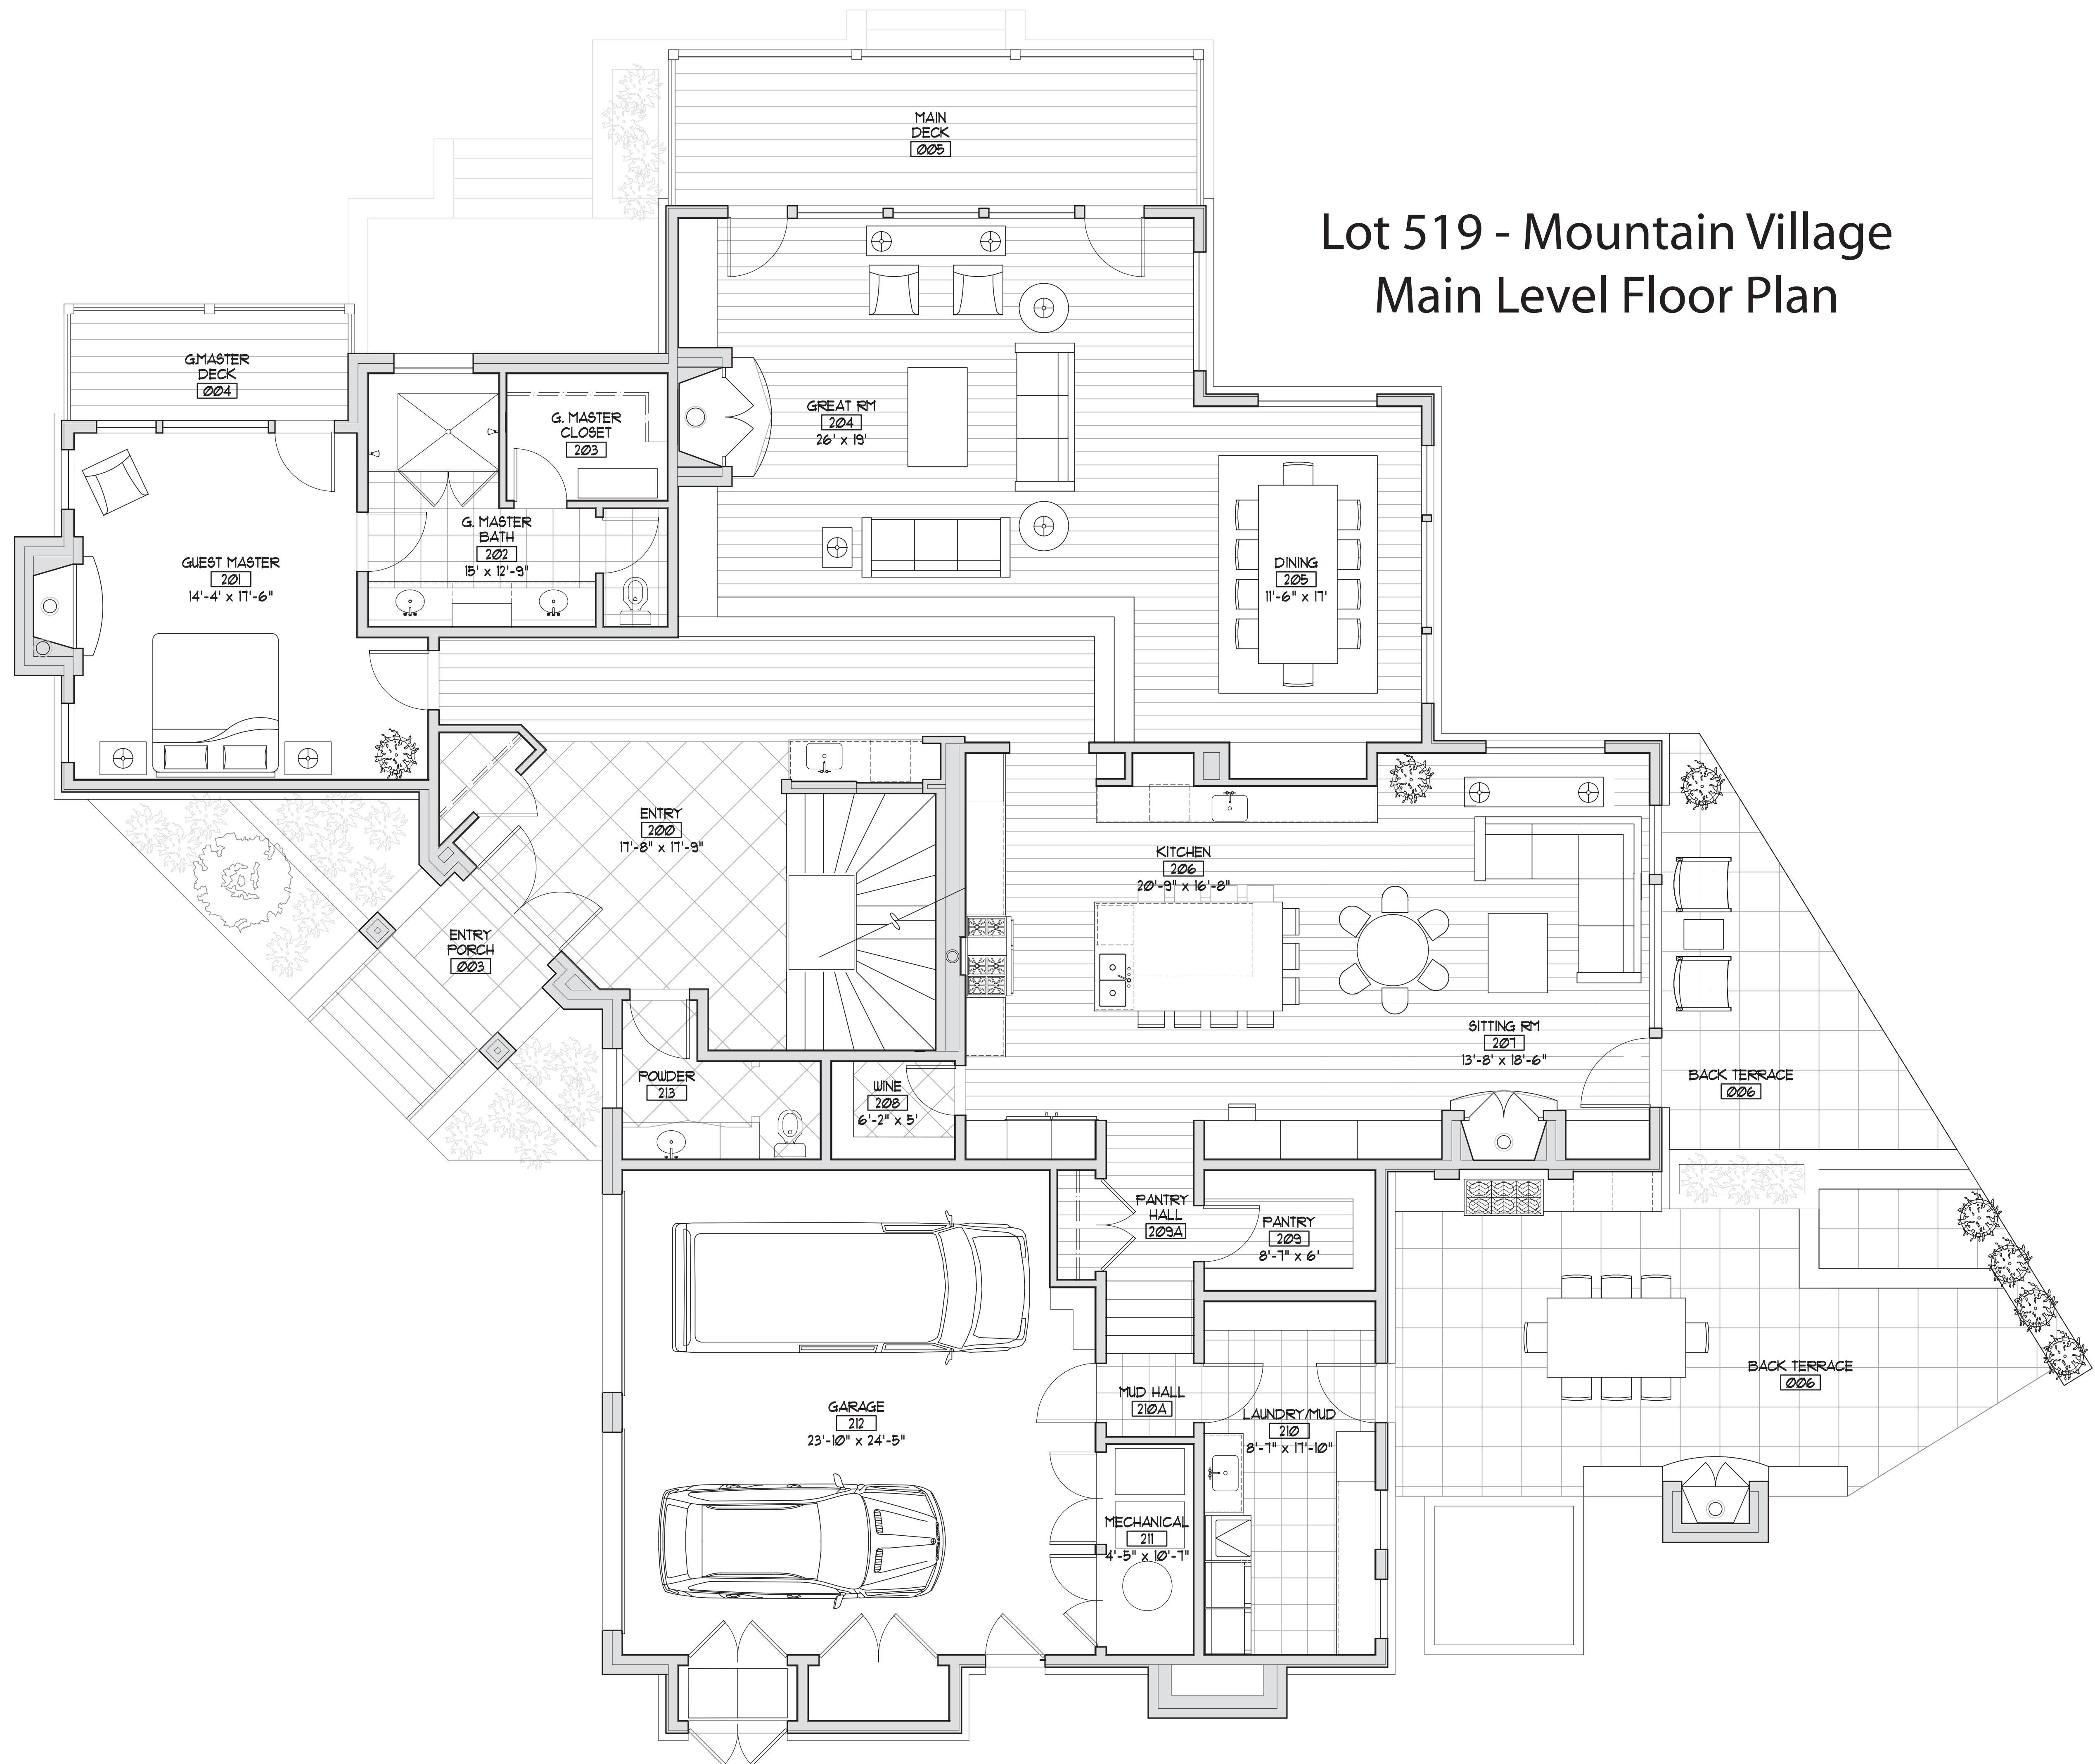 Lot 519 - Mountain Village
Main Level Floor Plan
MAIN
DECK
005
G.MASTER
DECK
004
G. MASTER
CLOSET
203
GREAT RM
204
26' x 19'
G. MASTER
BATH
202
15' x 12'-9"
GUEST MASTER
201
14'-4' x 17'-6"
DINING
205
11'-6" x 17'
ENTRY
200
17'-8" x 17'-9"
KITCHEN
206
20'-9" x 16'-8"
ENTRY
PORCH
003
SITTING RM
207
13'-8' x 18'-6"
BACK TERRACE
006
POWDER
213
WINE
208
6'-2" x 5'
PANTRY
HALL
209A
PANTRY
209
8'-7" x 6'
BACK TERRACE
006
MUD HALL
210A
GARAGE
212
23'-10" x 24'-5"
LAUNDRY/MUD
210
8'-7" x 17'-10"
MECHANICAL
211
4'-5" x 10'-7"